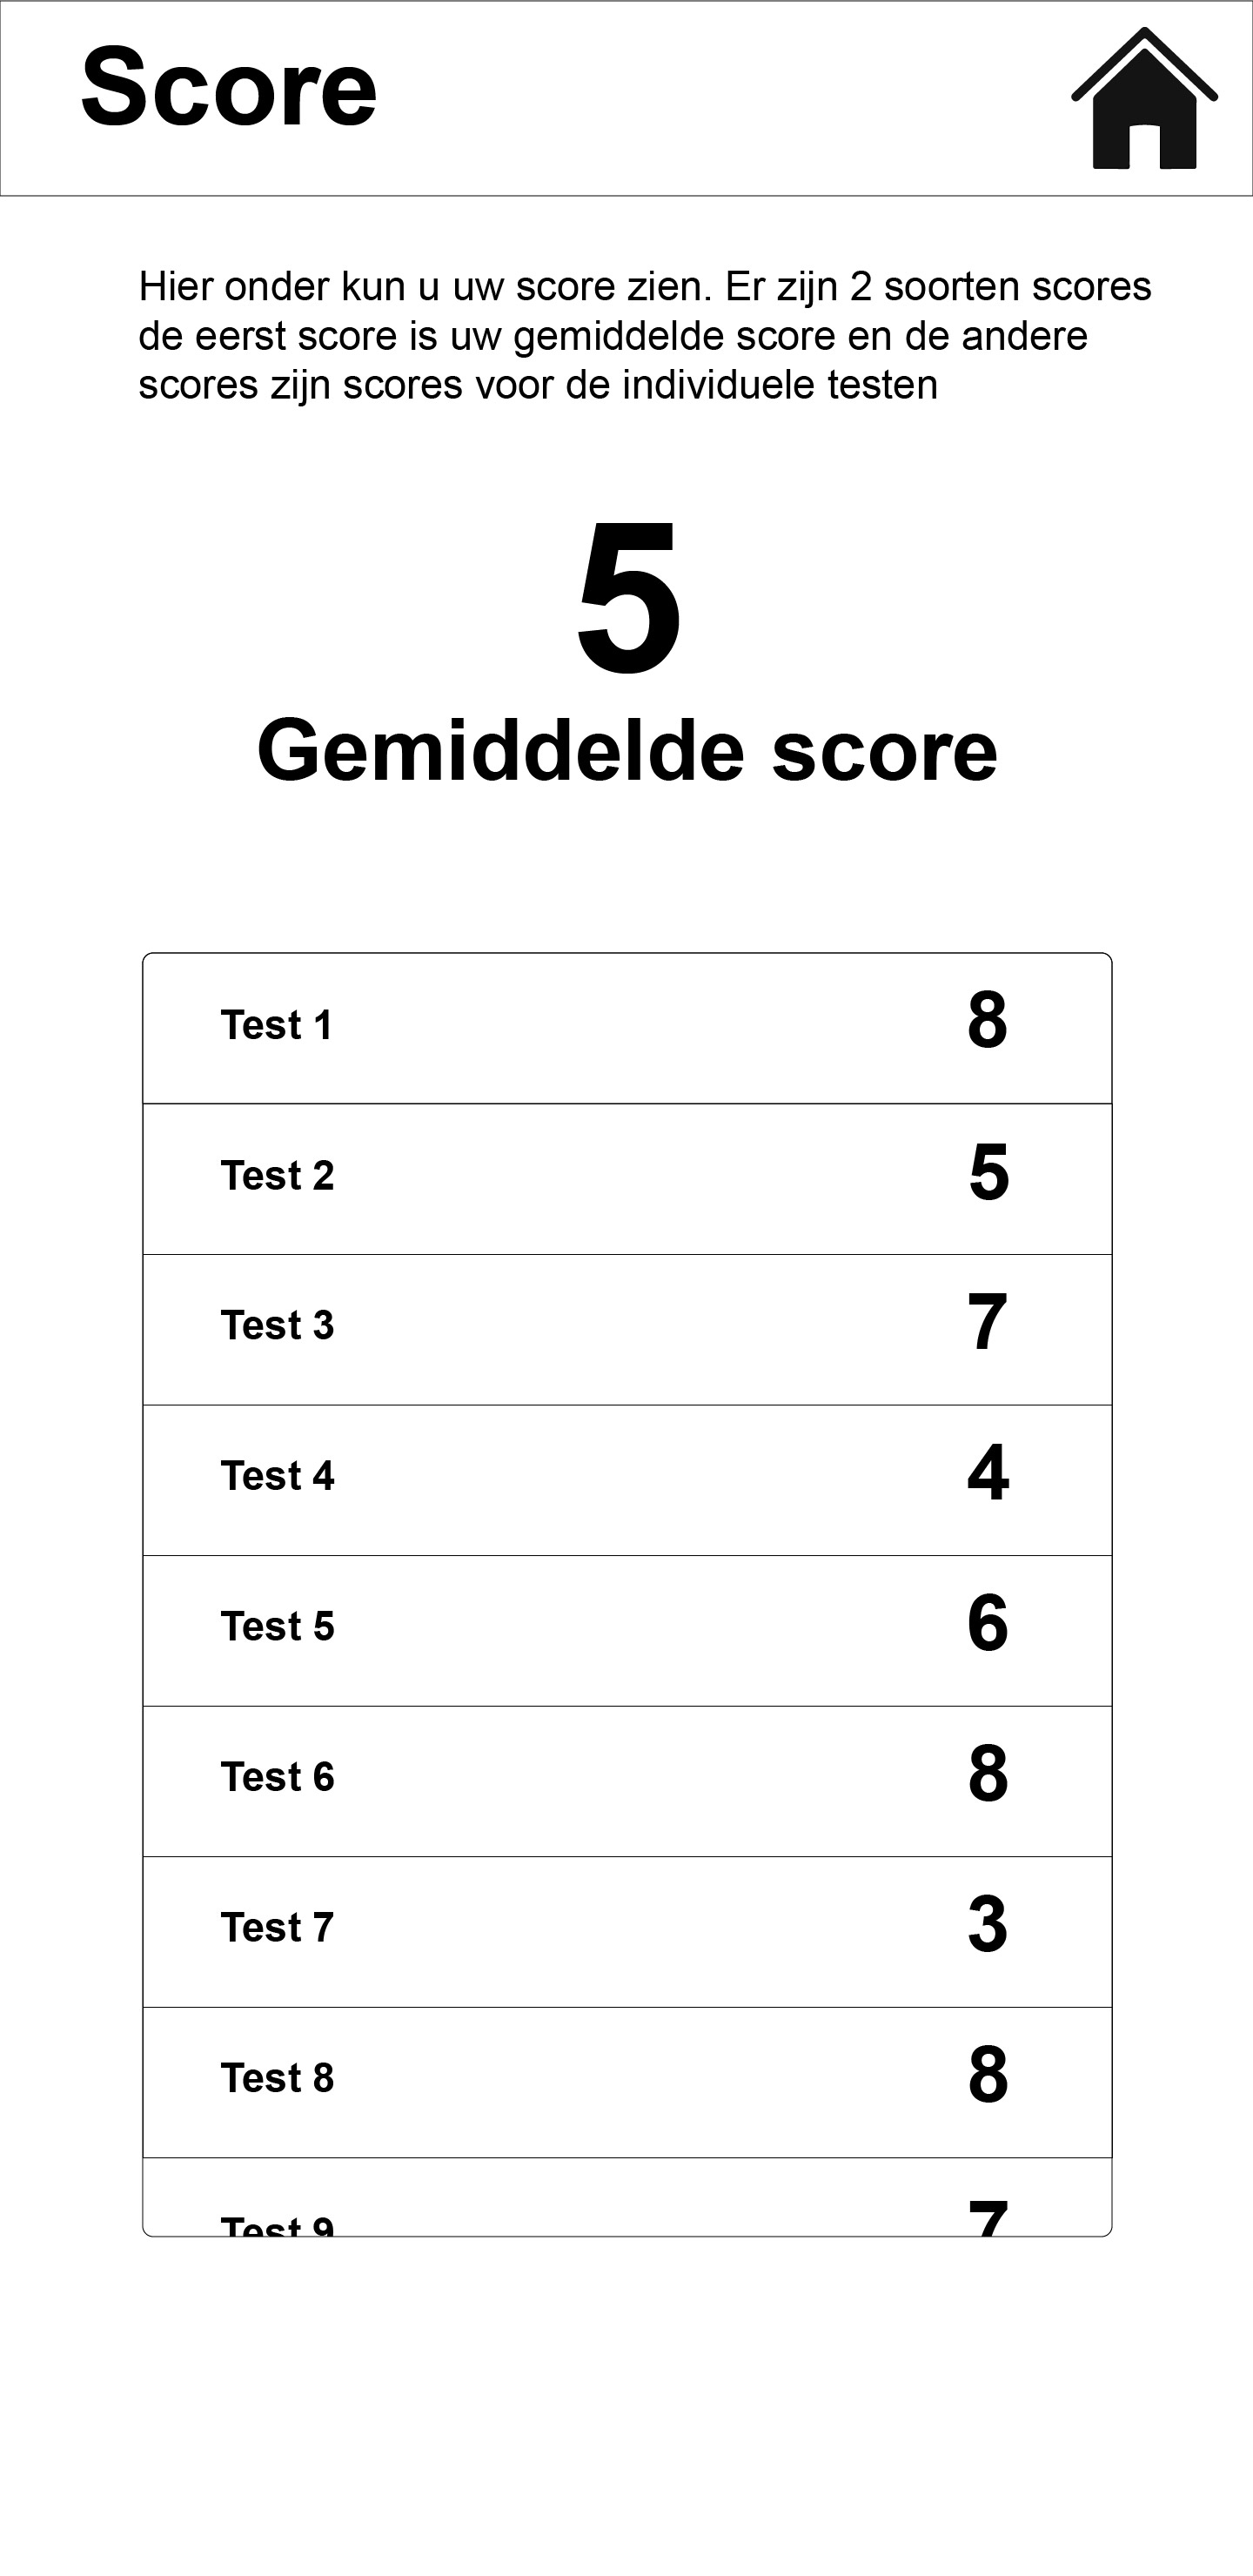 Score
Hier onder kun u uw score zien. Er zijn 2 soorten scores
de eerst score is uw gemiddelde score en de andere
scores zijn scores voor de individuele testen
5
Gemiddelde score
Test 1 8
Test 2 5
Test 3 7
Test 4 4
Test 5 6
Test 6 8
Test 7 3
Test 8 8
Test 9 7